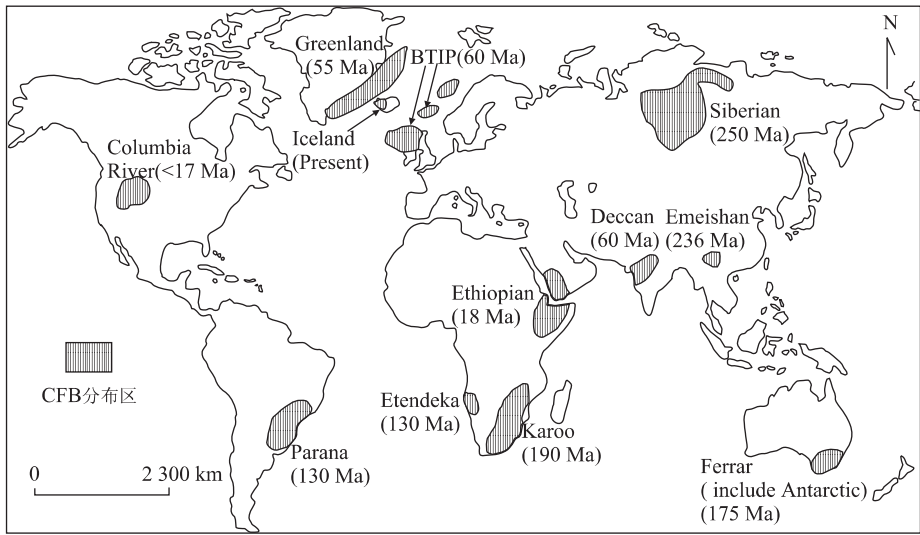 N
Greenland
(55 Ma)
BTIP(60 Ma)
Iceland
(Present)
Siberian
(250 Ma)
Columbia
River(<17 Ma)
Deccan
(60 Ma)
Emeishan
(236 Ma)
Ethiopian
(18 Ma)
CFB分布区
Etendeka
(130 Ma)
Karoo
(190 Ma)
Parana
(130 Ma)
Ferrar
( include Antarctic)
(175 Ma)
0 2 300 km